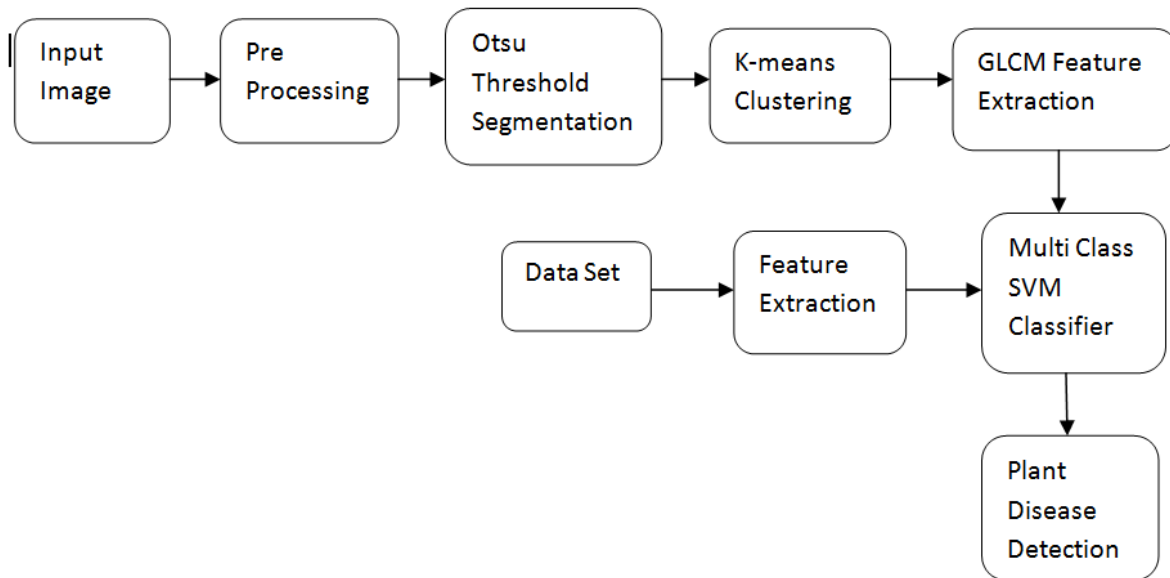 Input
Image
Pre
Processing
Otsu
Threshold
Segmentation
K-means
Clustering
GLCM Feature
Extraction
Data Set
Feature
Extraction
Multi Class
SVM
Classifier
Plant
Disease
Detection